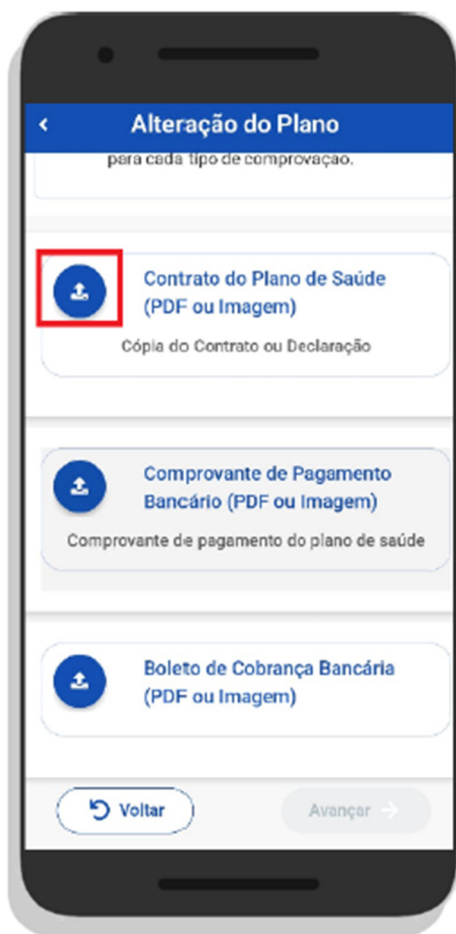 Alteração do Plano
para cada tipo de comprovação.
Contrato do Plano de Saúde
(PDF ou Imagem)
Cópia do Contrato ou Declaração
Comprovante de Pagamento
Bancário (PDF ou Imagem)
Comprovante de pagamento do plano de saúde
Boleto de Cobrança Bancária
(PDF ou Imagem)
Voltar
Avançar